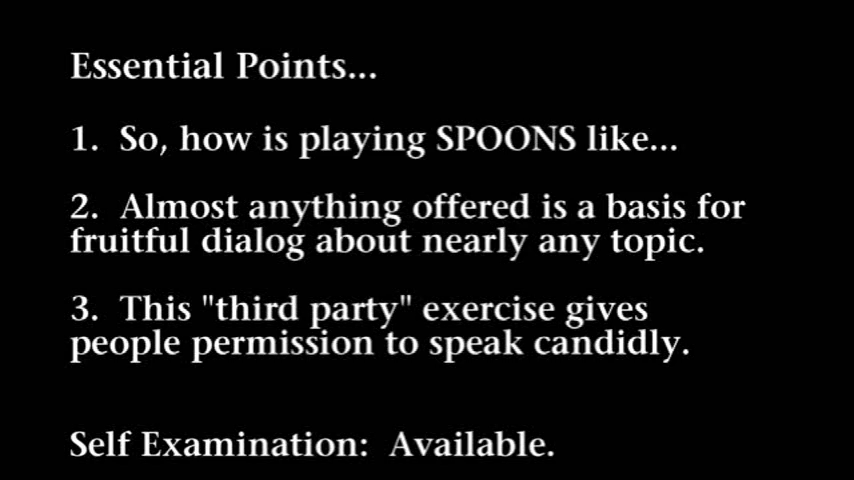 Essential Points...
1. So, how is playing SPOONS like...
2. Almost anything offered is a basis for
fruitful dialog about nearly any topic.
3. This "third party" exercise gives
people permission to speak candidly.
Self Examination: Available.